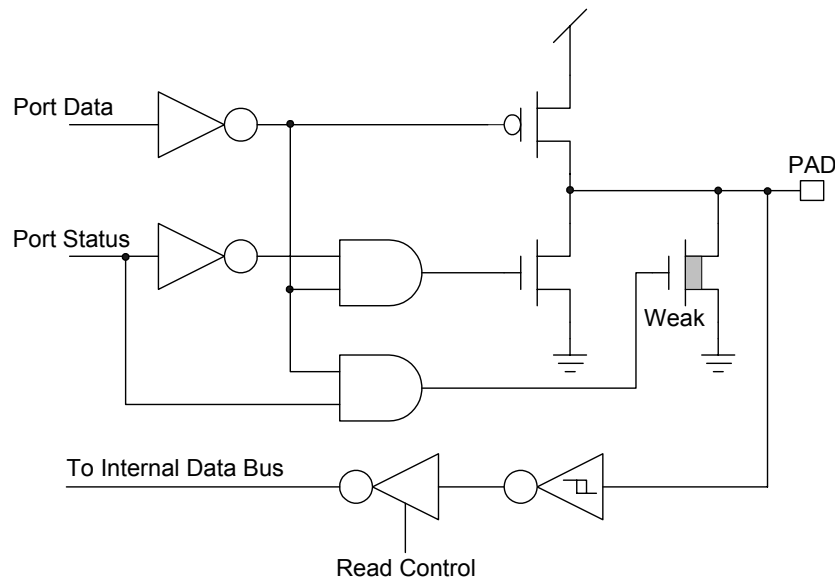 Port Data
PAD
Port Status
Weak
To Internal Data Bus
Read Control